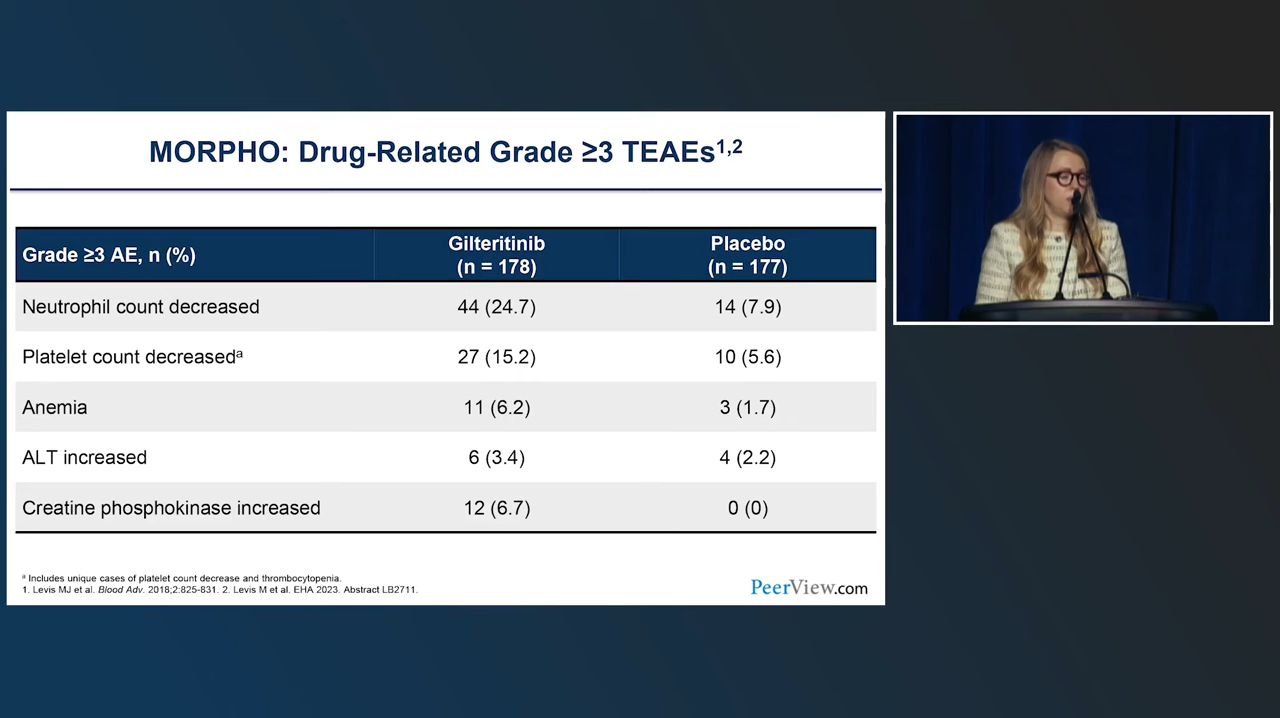 MORPHO: Drug-Related Grade ≥3 TEAEs1,2
Grade ≥3 AE, n (%)
Gilteritinib
(n = 178)
Placebo
(n = 177)
Neutrophil count decreased 44 (24.7) 14 (7.9)
Platelet count decreaseda 27 (15.2) 10 (5.6)
Anemia 11 (6.2) 3 (1.7)
ALT increased 6 (3.4) 4 (2.2)
Creatine phosphokinase increased 12 (6.7) 0 (0)
a Includes unique cases of platelet count decrease and thrombocytopenia.
1. Levis MJ et al. Blood Adv. 2018;2:825-831. 2. Levis M et al. EHA 2023. Abstract LB2711.
PeerView.com